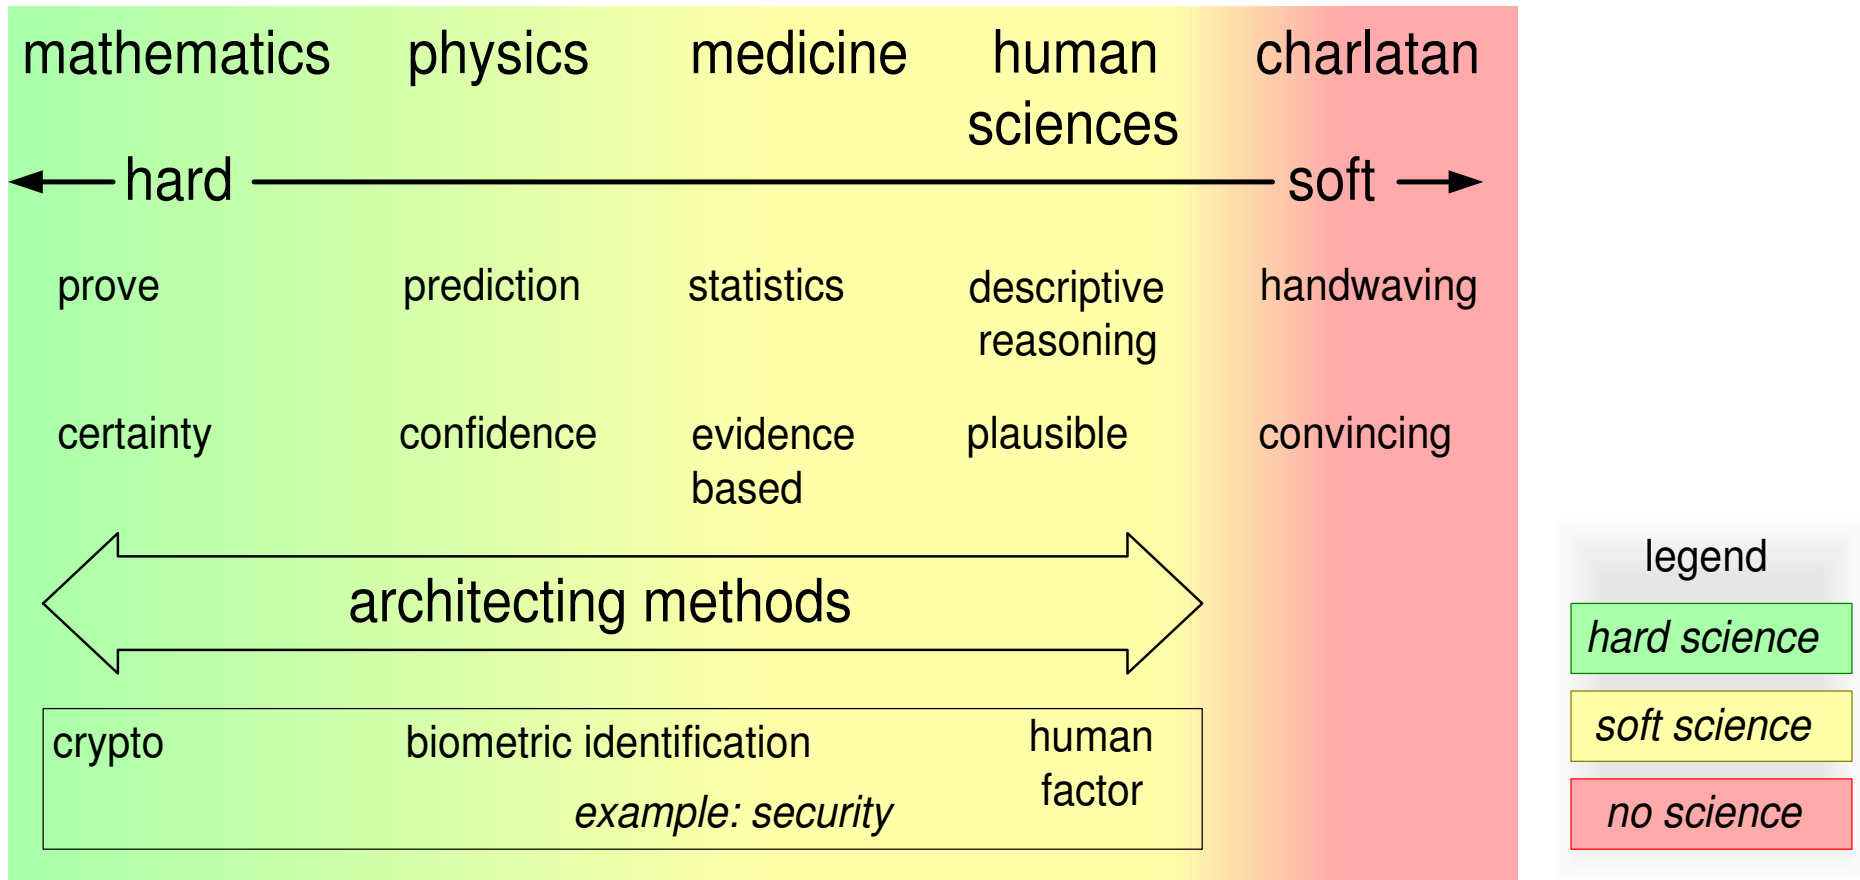 mathematics physics medicine human charlatan
sciences
hard soft
prove prediction statistics descriptive handwaving
reasoning
certainty confidence evidence plausible convincing
based
architecting methods
crypto biometric identification human
factor
example: security
legend
hard science
soft science
no science